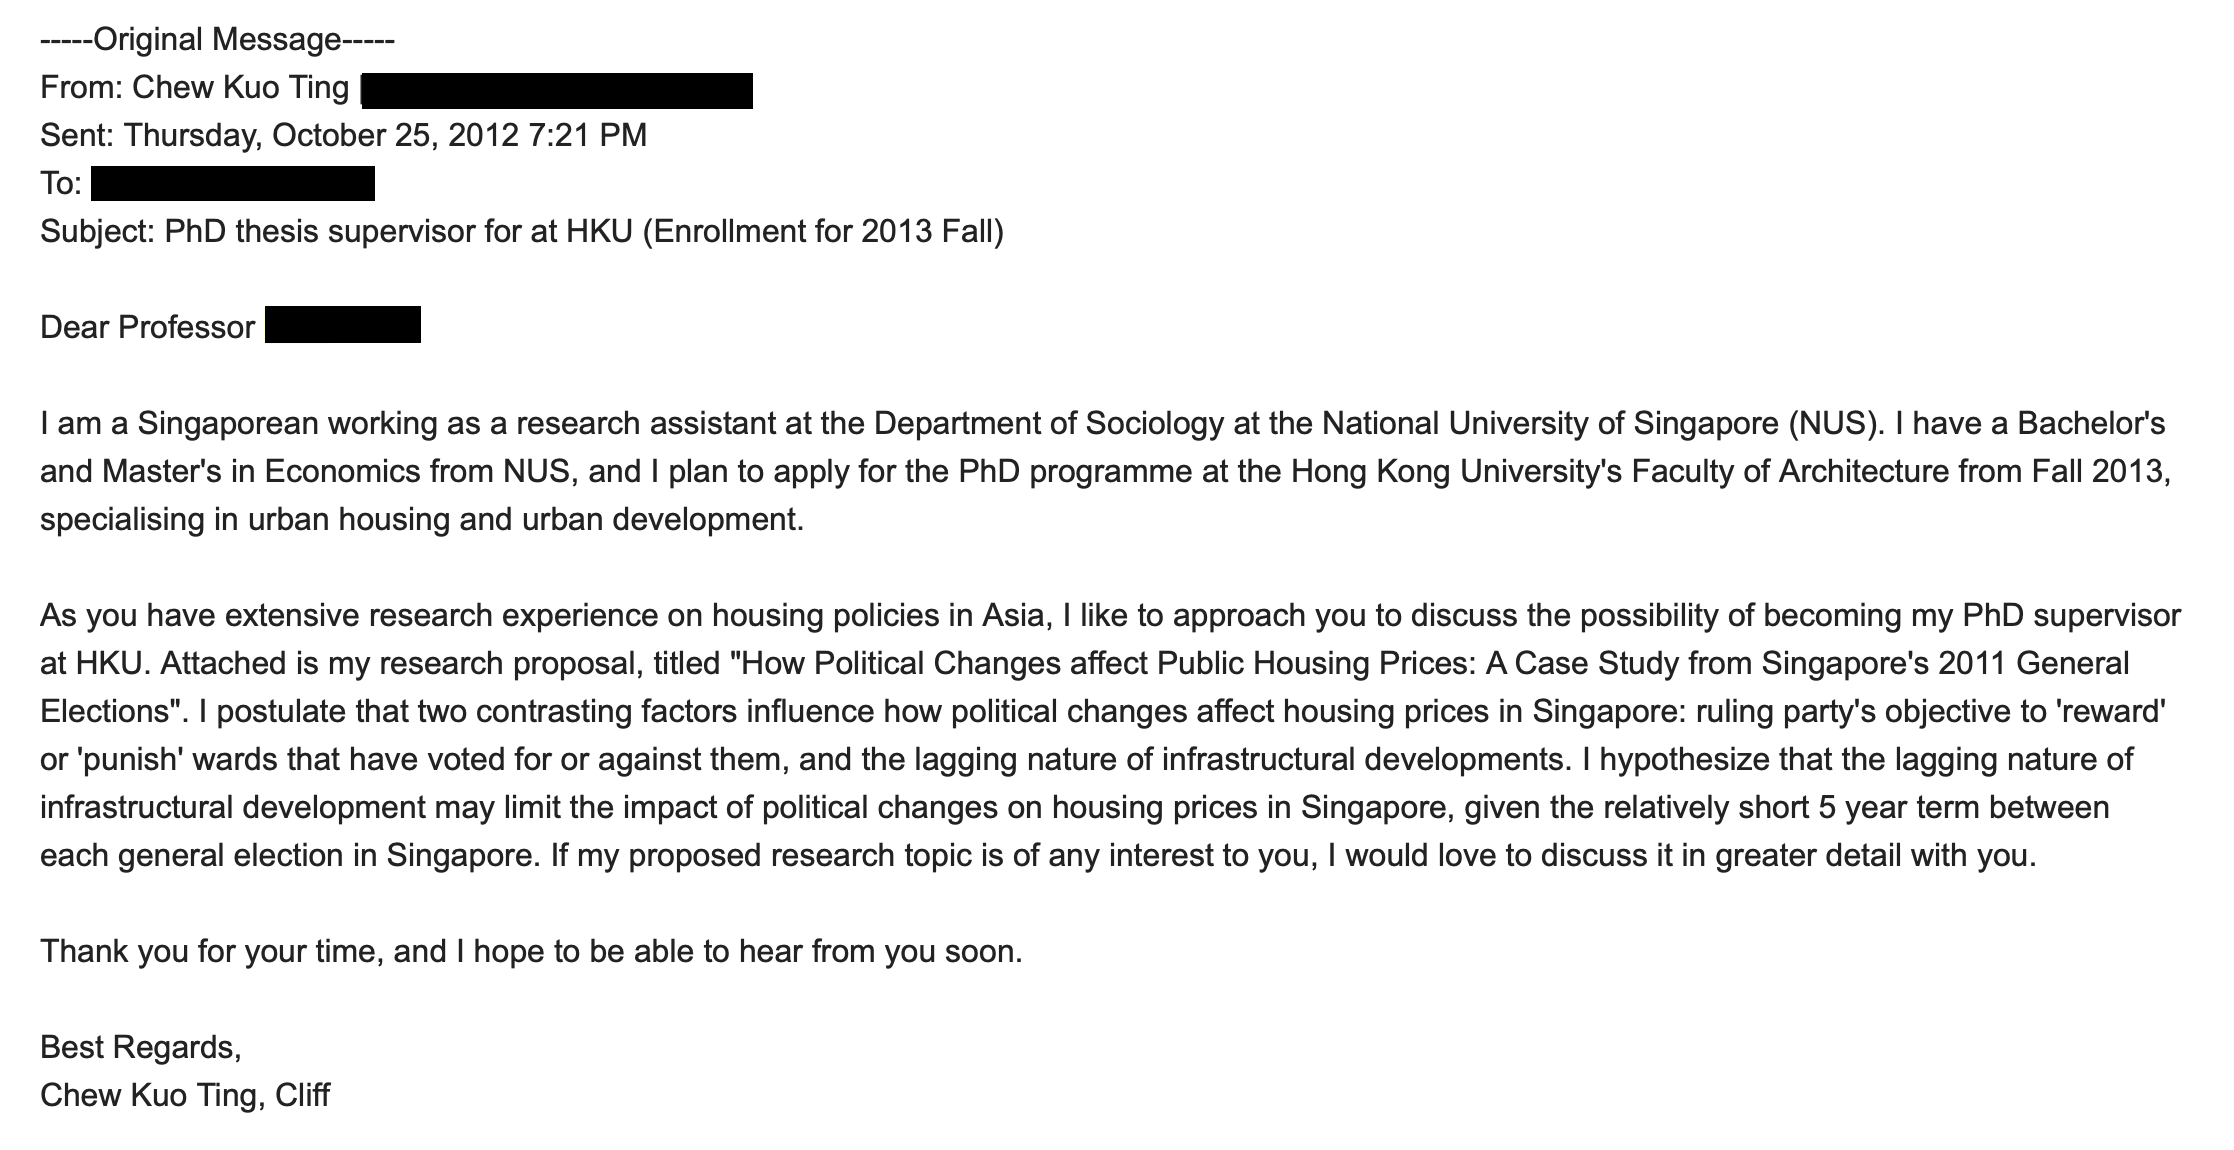 -----Original Message-----
From: Chew Kuo Ting
Sent: Thursday, October 25, 2012 7:21 PM
To:
Subject: PhD thesis supervisor for at HKU (Enrollment for 2013 Fall)
Dear Professor
I am a Singaporean working as a research assistant at the Department of Sociology at the National University of Singapore (NUS). I have a Bachelor's
and Master's in Economics from NUS, and I plan to apply for the PhD programme at the Hong Kong University's Faculty of Architecture from Fall 2013,
specialising in urban housing and urban development.
As you have extensive research experience on housing policies in Asia, I like to approach you to discuss the possibility of becoming my PhD supervisor
at HKU. Attached is my research proposal, titled "How Political Changes affect Public Housing Prices: A Case Study from Singapore's 2011 General
Elections". I postulate that two contrasting factors influence how political changes affect housing prices in Singapore: ruling party's objective to 'reward'
or 'punish' wards that have voted for or against them, and the lagging nature of infrastructural developments. I hypothesize that the lagging nature of
infrastructural development may limit the impact of political changes on housing prices in Singapore, given the relatively short 5 year term between
each general election in Singapore. If my proposed research topic is of any interest to you, I would love to discuss it in greater detail with you.
Thank you for your time, and I hope to be able to hear from you soon.
Best Regards,
Chew Kuo Ting, Cliff